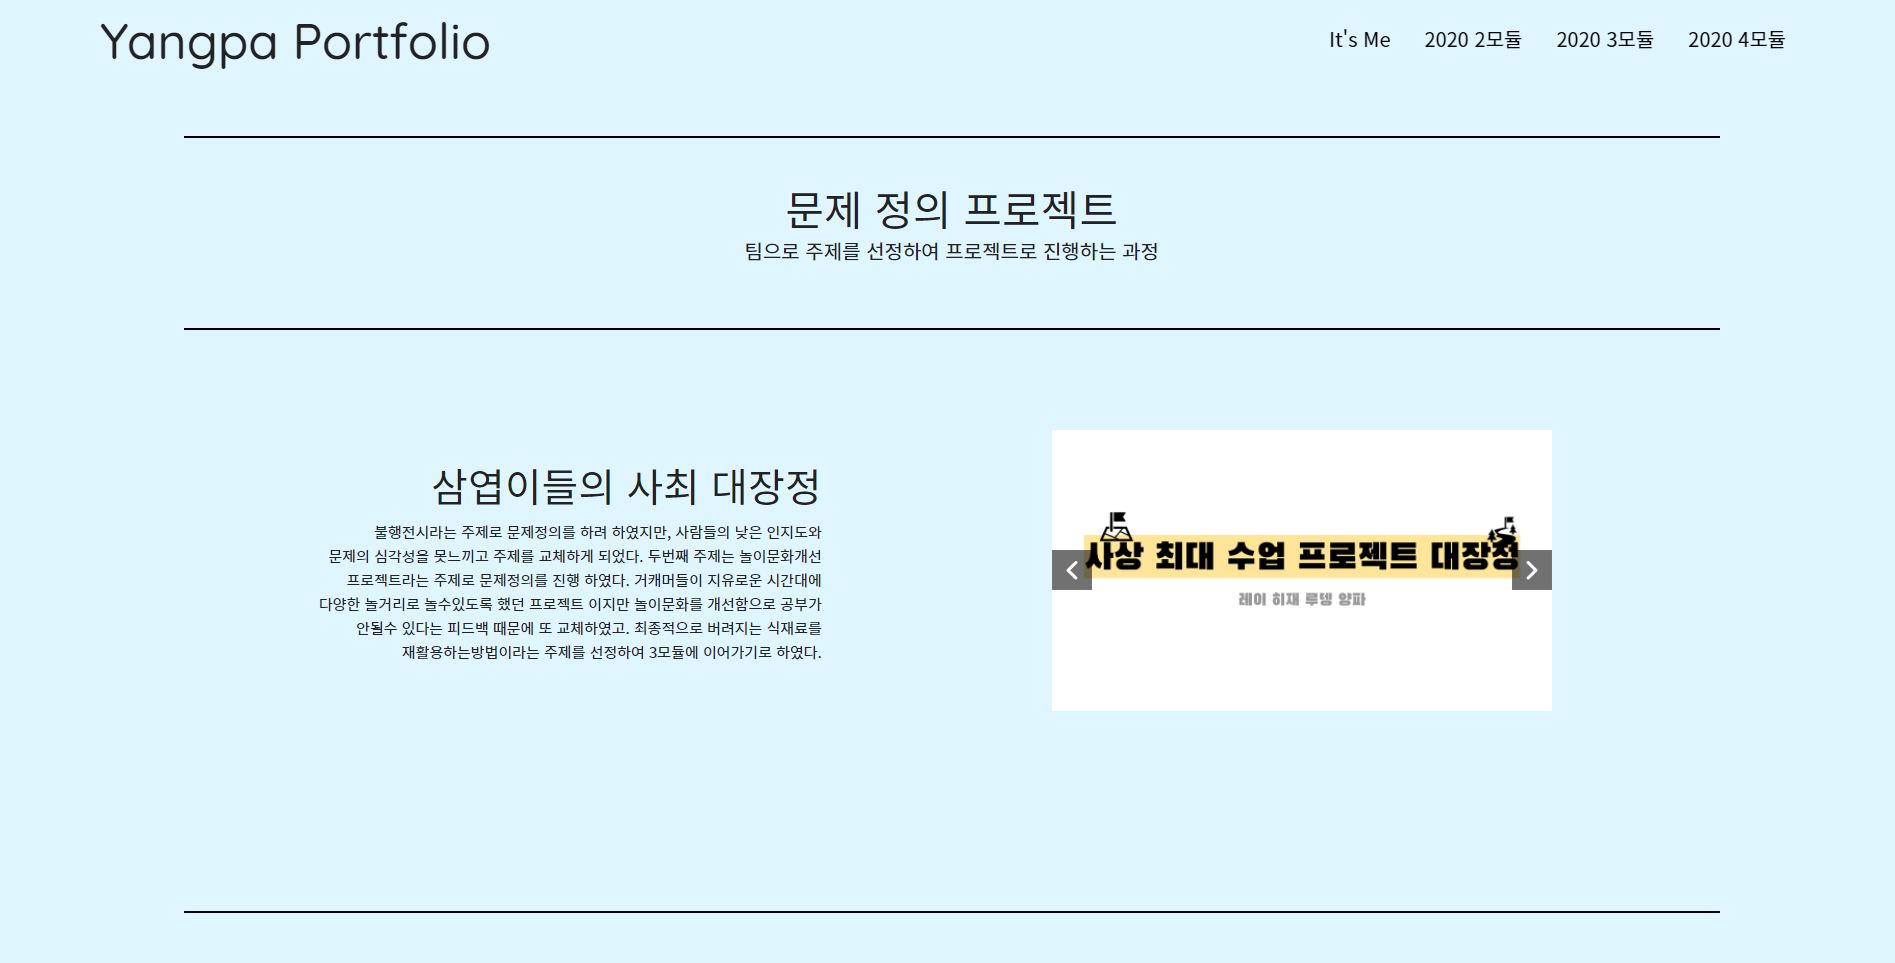 Yangpa Portfolio
It's Me 2020 2모듈 2020 3모듈 2020 4모듈
문제 정의 프로젝트
팀으로 주제를 선정하여 프로젝트로 진행하는 과정
삼엽이들의 사최 대장정
불행전시라는 주제로 문제정의를 하려 하였지만, 사람들의 낮은 인지도와
문제의 심각성을 못느끼고 주제를 교체하게 되었다. 두번째 주제는 놀이문화개선
프로젝트라는 주제로 문제정의를 진행 하였다. 거캐머들이 지유로운 시간대에
다양한 놀거리로 놀수있도록 했던 프로젝트 이지만 놀이문화를 개선함으로 공부가
안될수 있다는 피드백 때문에 또 교체하였고. 최종적으로 버려지는 식재료를
재활용하는방법이라는 주제를 선정하여 3모듈에 이어가기로 하였다.
사상 최대 수업 프로젝트 대장정
레이 히재 루뎅 양파